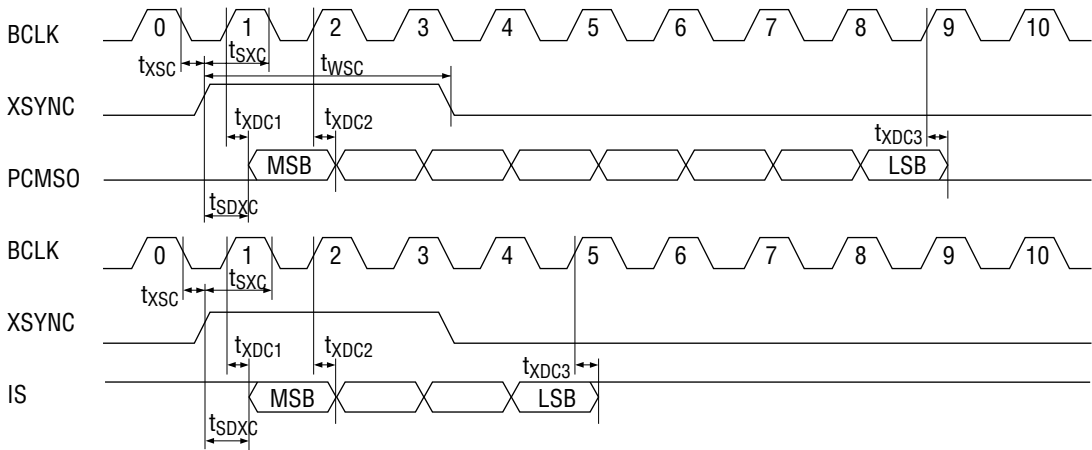 BCLK 0 1 2 3 4 5 6 7 8 9 10
tXSC tSXC tWSC
XSYNC
tXDC1 tXDC2 tXDC3
PCMSO MSB LSB
tSDXC
BCLK 0 1 2 3 4 5 6 7 8 9 10
tXSC tSXC
XSYNC
tXDC1 tXDC2 tXDC3
IS MSB LSB
tSDXC